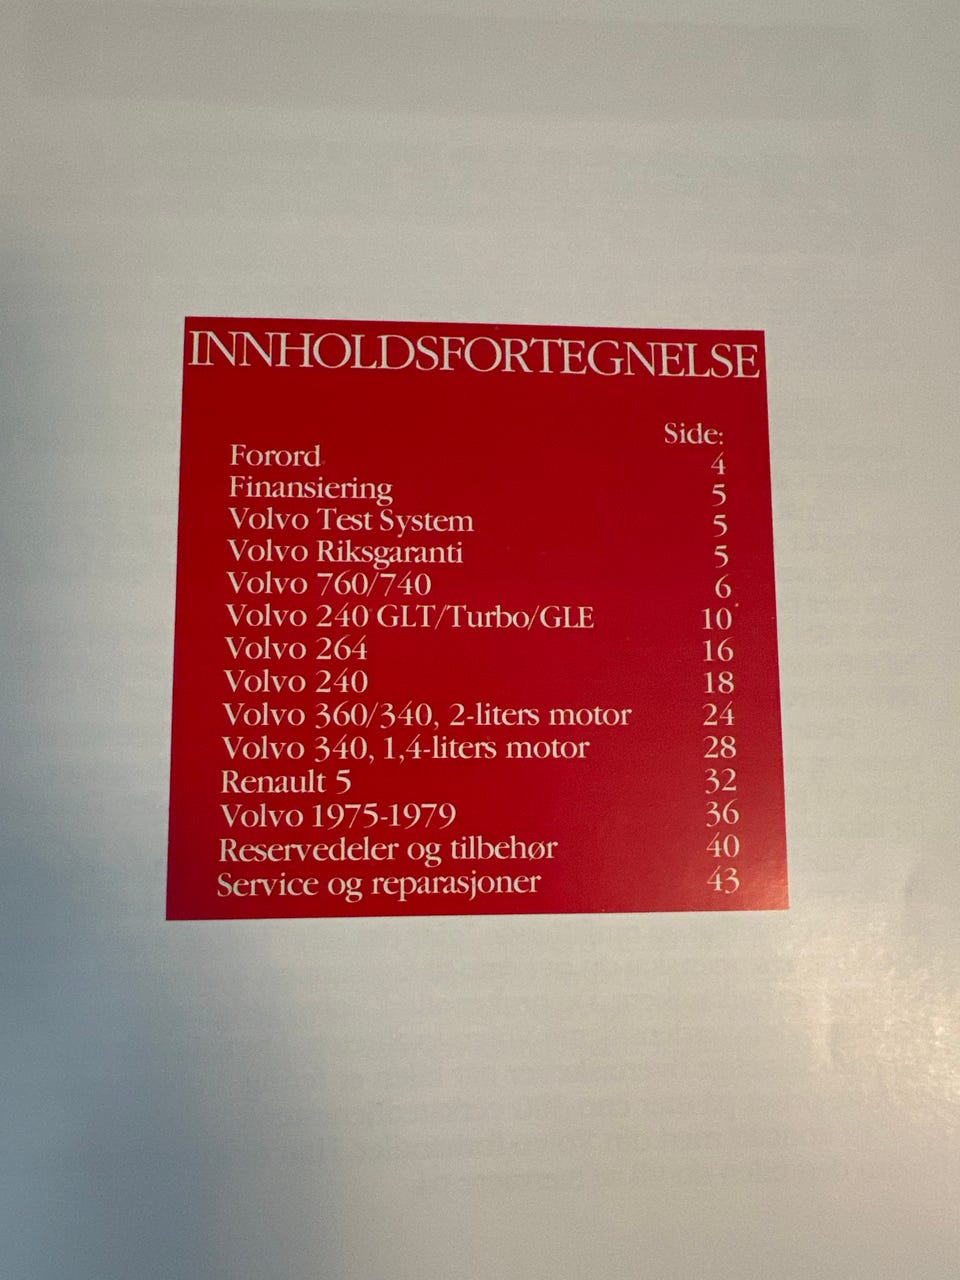 INNHOLDSFORTEGNELSE
Side:
Forord 4
Finansiering 5
Volvo Test System 5
Volvo Riksgaranti 5
Volvo 760/740 6
Volvo 240 GLT/Turbo/GLE 10
Volvo 264 16
Volvo 240 18
Volvo 360/340, 2-liters motor 24
Volvo 340, 1,4-liters motor 28
Renault 5 32
Volvo 1975-1979 36
Reservedeler og tilbehør 40
Service og reparasjoner 43